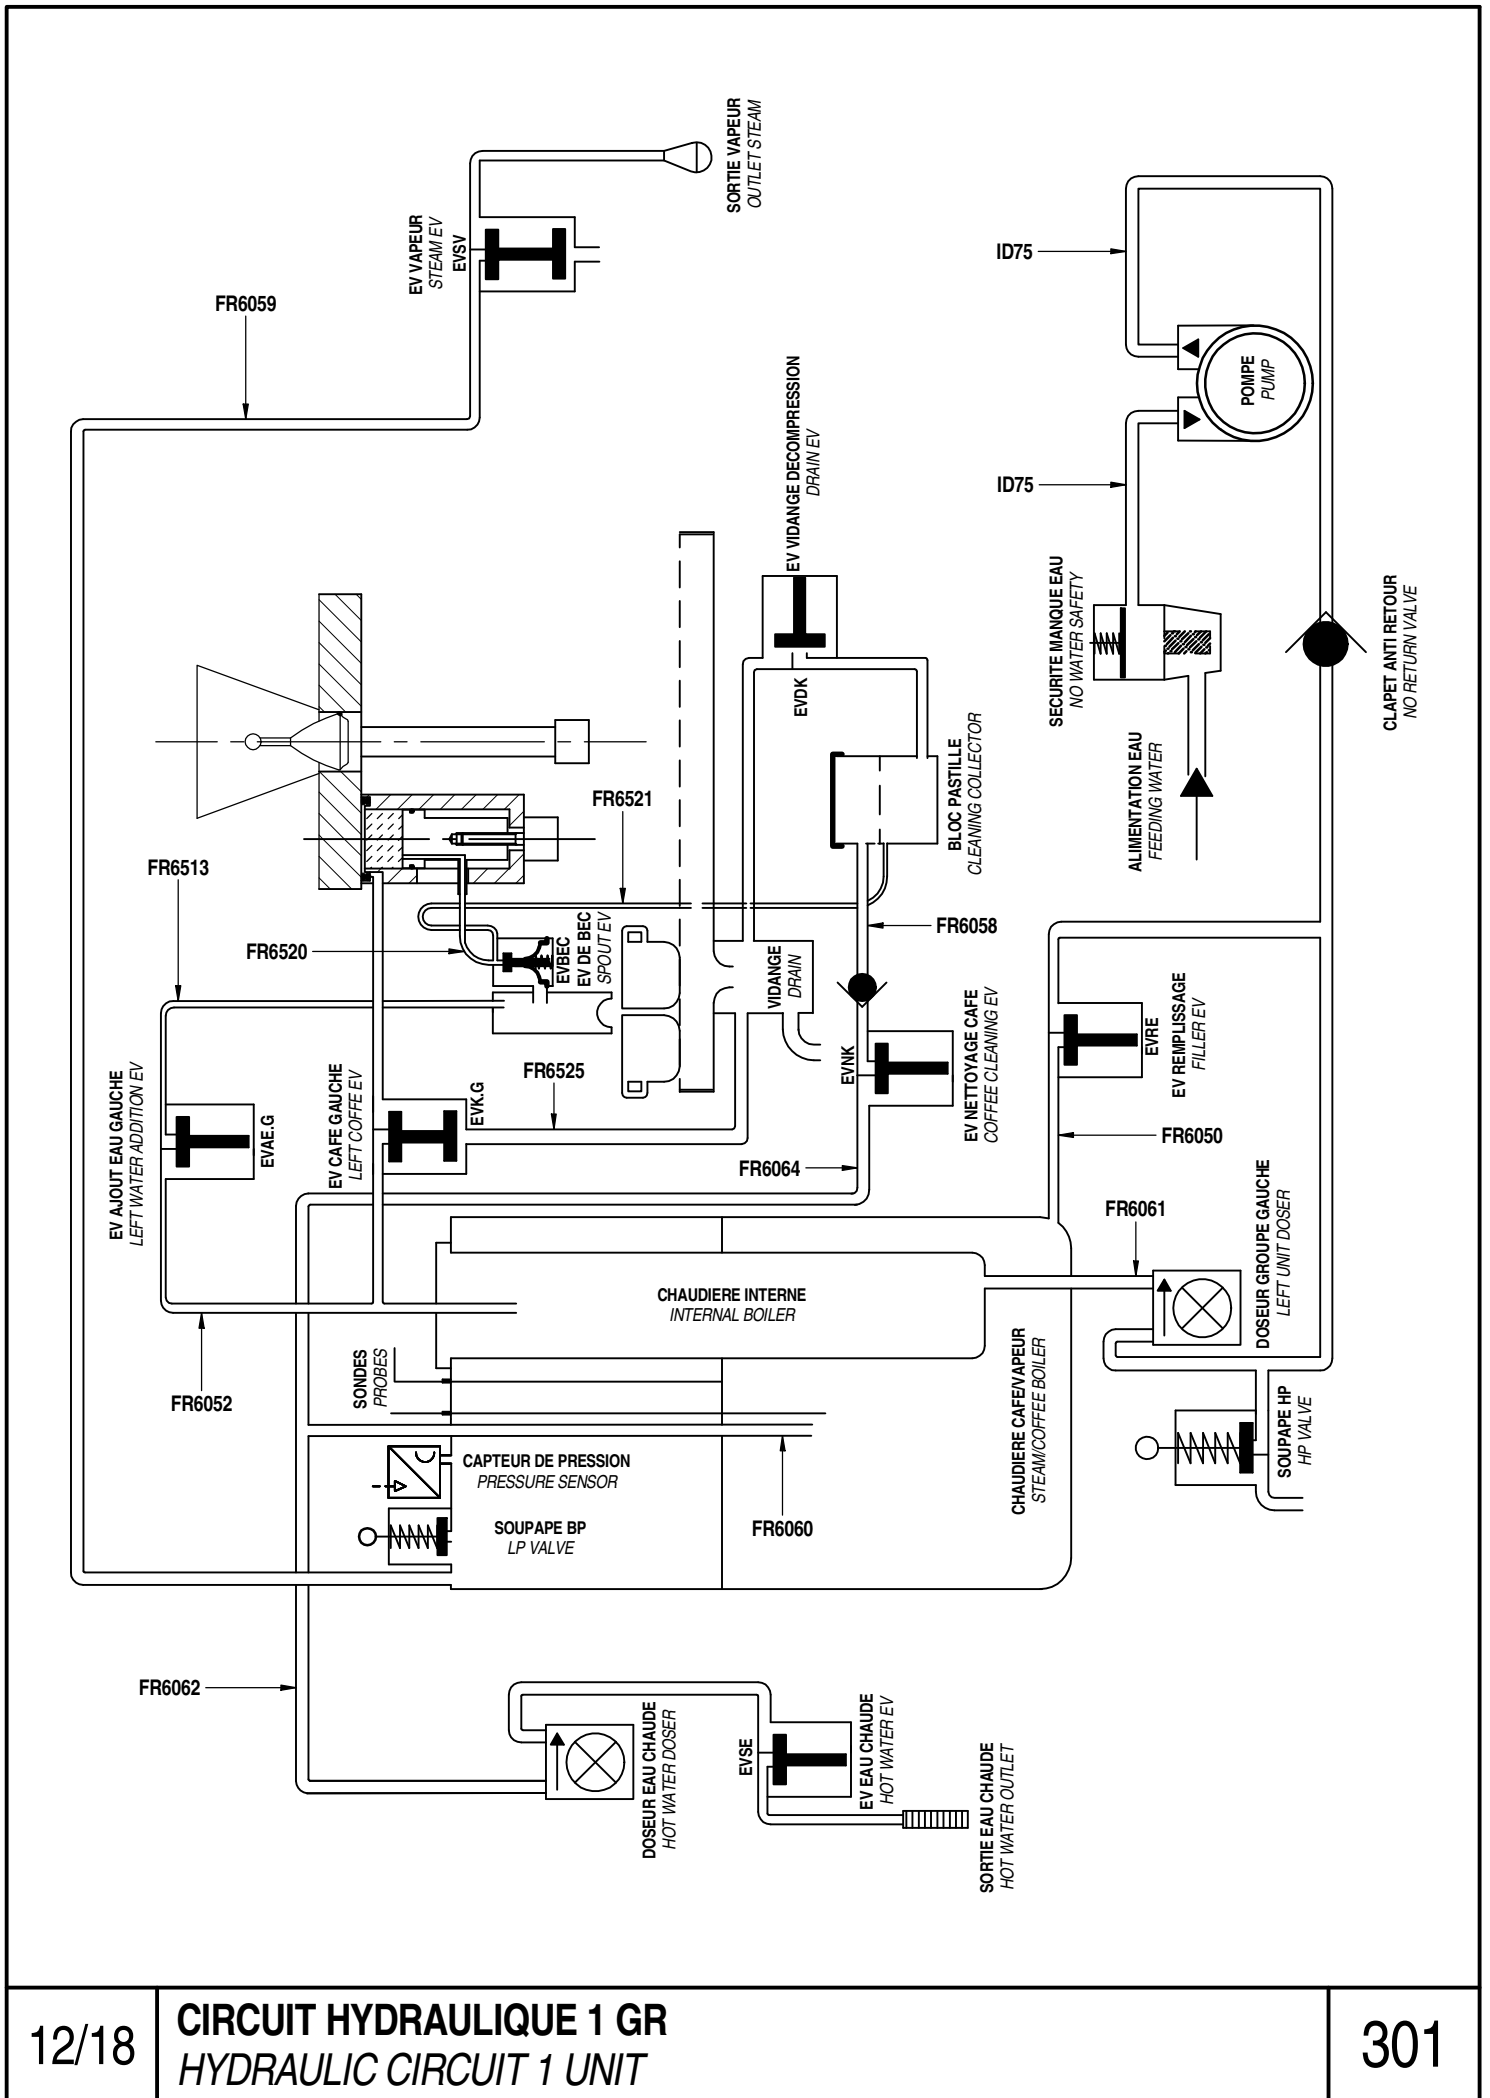 SORTIE VAPEUR
OUTLET STEAM
EV VAPEUR
STEAM EV
EVSV
FR6059
ID75
POMPE
PUMP
ID75
EV VIDANGE DECOMPRESSION
DRAIN EV
EVDK
SECURITE MANQUE EAU
NO WATER SAFETY
CLAPET ANTI RETOUR
NO RETURN VALVE
ALIMENTATION EAU
FEEDING WATER
BLOC PASTILLE
CLEANING COLLECTOR
FR6521
FR6513
FR6520
EVBEC
EV DE BEC
SPOUT EV
FR6058
VIDANGE
DRAIN
EVNK
EV NETTOYAGE CAFE
COFFEE CLEANING EV
EVRE
EV REMPLISSAGE
FILLER EV
FR6525
EV AJOUT EAU GAUCHE
LEFT WATER ADDITION EV
EVAE.G
EV CAFE GAUCHE
LEFT COFFE EV
EVK.G
FR6064
FR6050
FR6061
DOSEUR GROUPE GAUCHE
LEFT UNIT DOSER
CHAUDIERE INTERNE
INTERNAL BOILER
SONDES
PROBES
FR6052
CHAUDIERE CAFE/VAPEUR
STEAM/COFFEE BOILER
SOUPAPE HP
HP VALVE
CAPTEUR DE PRESSION
PRESSURE SENSOR
SOUPAPE BP
LP VALVE
FR6060
FR6062
DOSEUR EAU CHAUDE
HOT WATER DOSER
EVSE
EV EAU CHAUDE
HOT WATER EV
SORTIE EAU CHAUDE
HOT WATER OUTLET
12/18
CIRCUIT HYDRAULIQUE 1 GR
HYDRAULIC CIRCUIT 1 UNIT
301